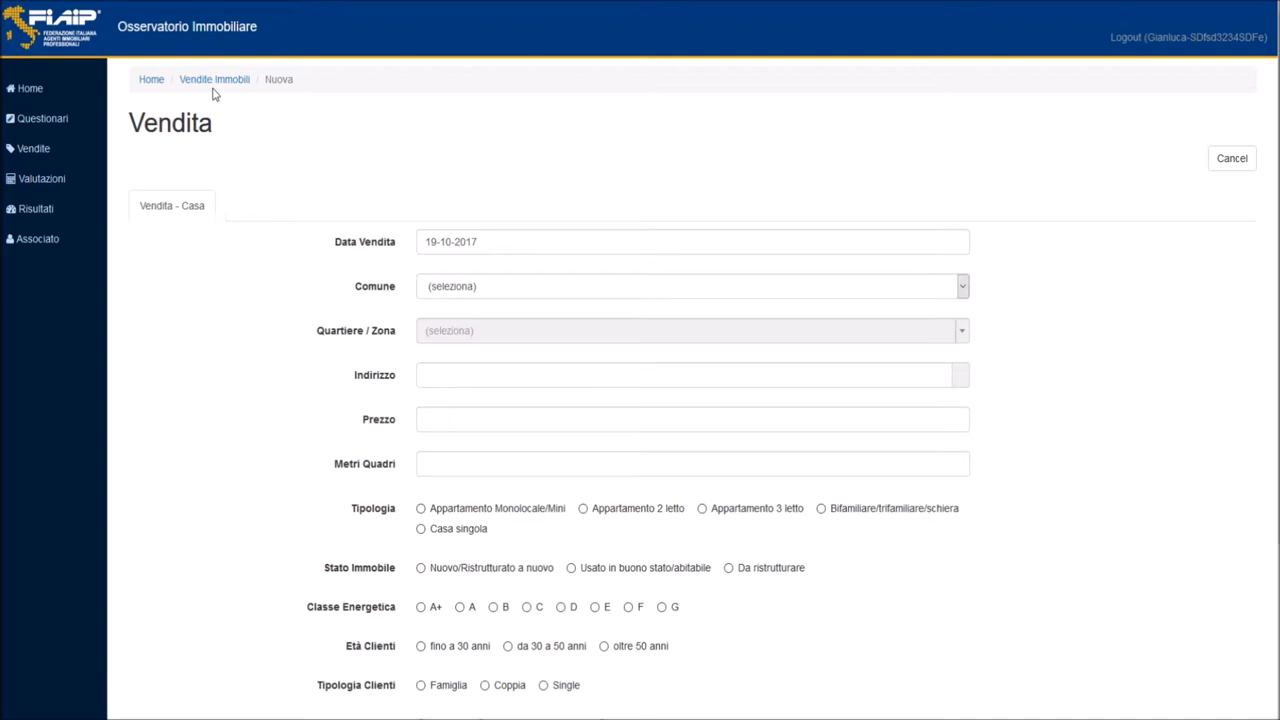 FIAIP
FEDERAZIONE ITALIANA
AGENTI IMMOBILIARI
PROFESSIONALI
Osservatorio Immobiliare
Logout (Gianluca-SDfsd3234SDFe)
Home
Questionari
Vendite
Valutazioni
Risultati
Associato
Home / Vendite Immobili / Nuova
Vendita
Cancel
Vendita - Casa
Data Vendita 19-10-2017
Comune (seleziona)
Quartiere / Zona (seleziona)
Indirizzo
Prezzo
Metri Quadri
Tipologia Appartamento Monolocale/Mini Appartamento 2 letto Appartamento 3 letto Bifamiliare/trifamiliare/schiera
Casa singola
Stato Immobile Nuovo/Ristrutturato a nuovo Usato in buono stato/abitabile Da ristrutturare
Classe Energetica A+ A B C D E F G
Età Clienti fino a 30 anni da 30 a 50 anni oltre 50 anni
Tipologia Clienti Famiglia Coppia Single